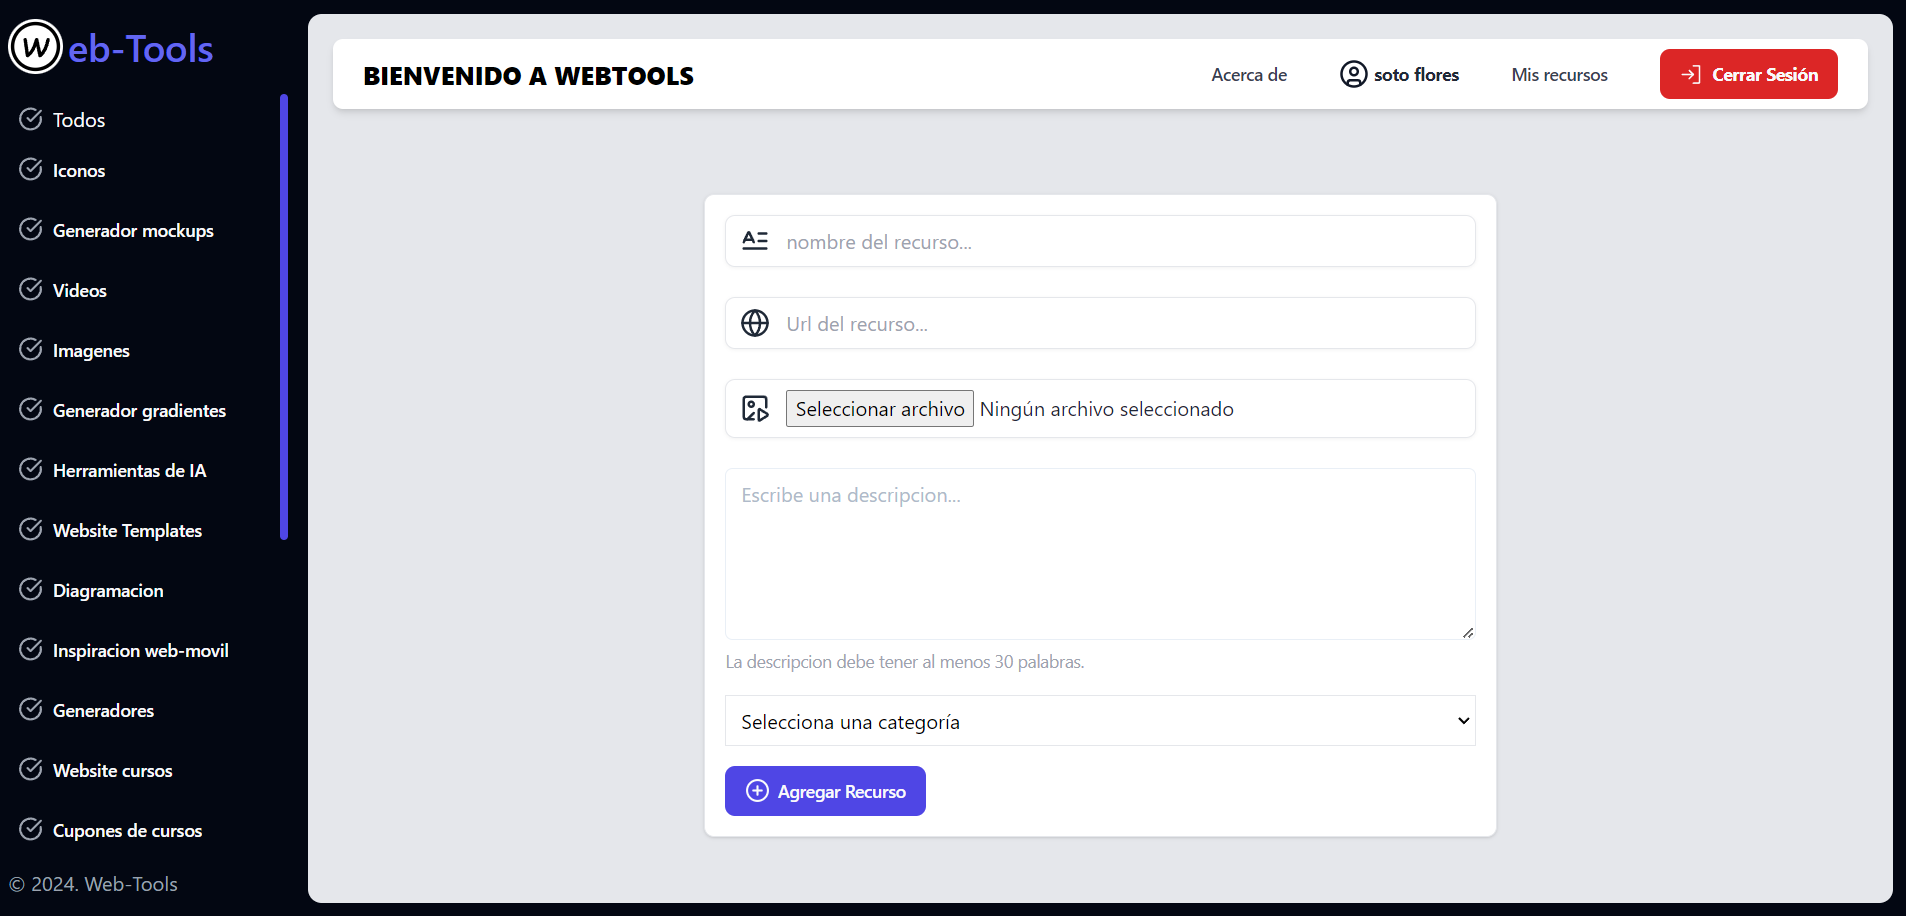 Web-Tools
Todos
Iconos
Generador mockups
Videos
Imagenes
Generador gradientes
Herramientas de IA
Website Templates
Diagramacion
Inspiracion web-movil
Generadores
Website cursos
Cupones de cursos
© 2024. Web-Tools
BIENVENIDO A WEBTOOLS
Acerca de
soto flores
Mis recursos
Cerrar Sesión
nombre del recurso...
Url del recurso...
Seleccionar archivo Ningún archivo seleccionado
Escribe una descripcion...
La descripcion debe tener al menos 30 palabras.
Selecciona una categoría
Agregar Recurso